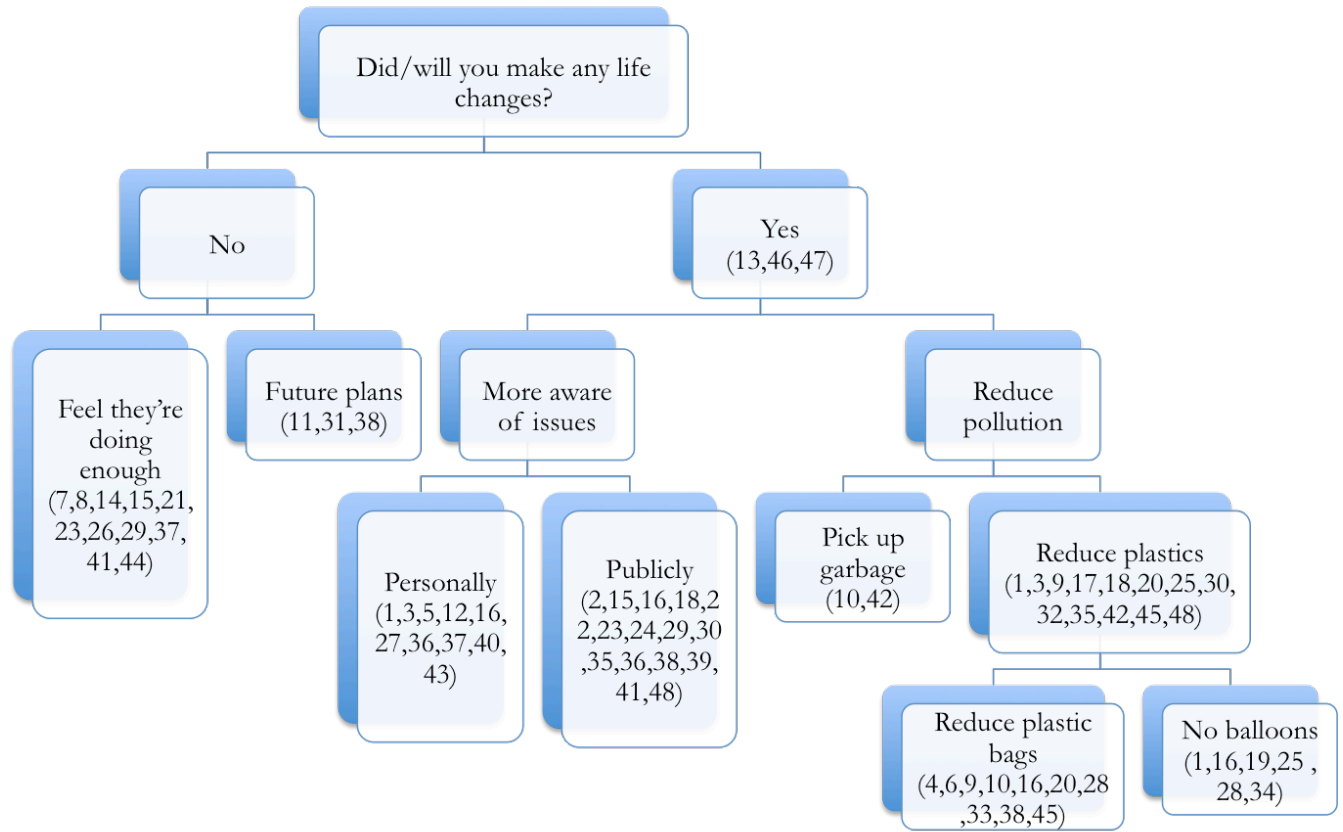 Did/will you make any life
changes?
No
Yes
(13,46,47)
Feel they're
doing
enough
(7,8,14,15,21,
23,26,29,37,
41,44)
Future plans
(11,31,38)
More aware
of issues
Reduce
pollution
Personally
(1,3,5,12,16,
27,36,37,40,
43)
Publicly
(2,15,16,18,2
2,23,24,29,30
,35,36,38,39,
41,48)
Pick up
garbage
(10,42)
Reduce plastics
(1,3,9,17,18,20,25,30,
32,35,42,45,48)
Reduce plastic
bags
(4,6,9,10,16,20,28
,33,38,45)
No balloons
(1,16,19,25 ,
28,34)